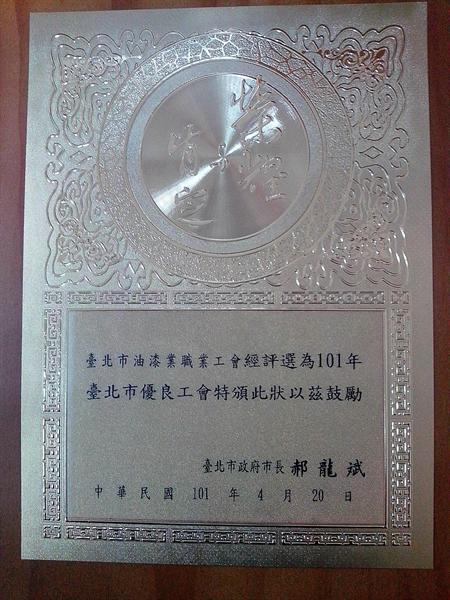 榮耀
肯定
臺北市油漆業職業工會經評選為101年
臺北市優良工會特頒此狀以茲鼓勵
臺北市政府市長 郝龍斌
中華民國 101 年 4 月 20 日